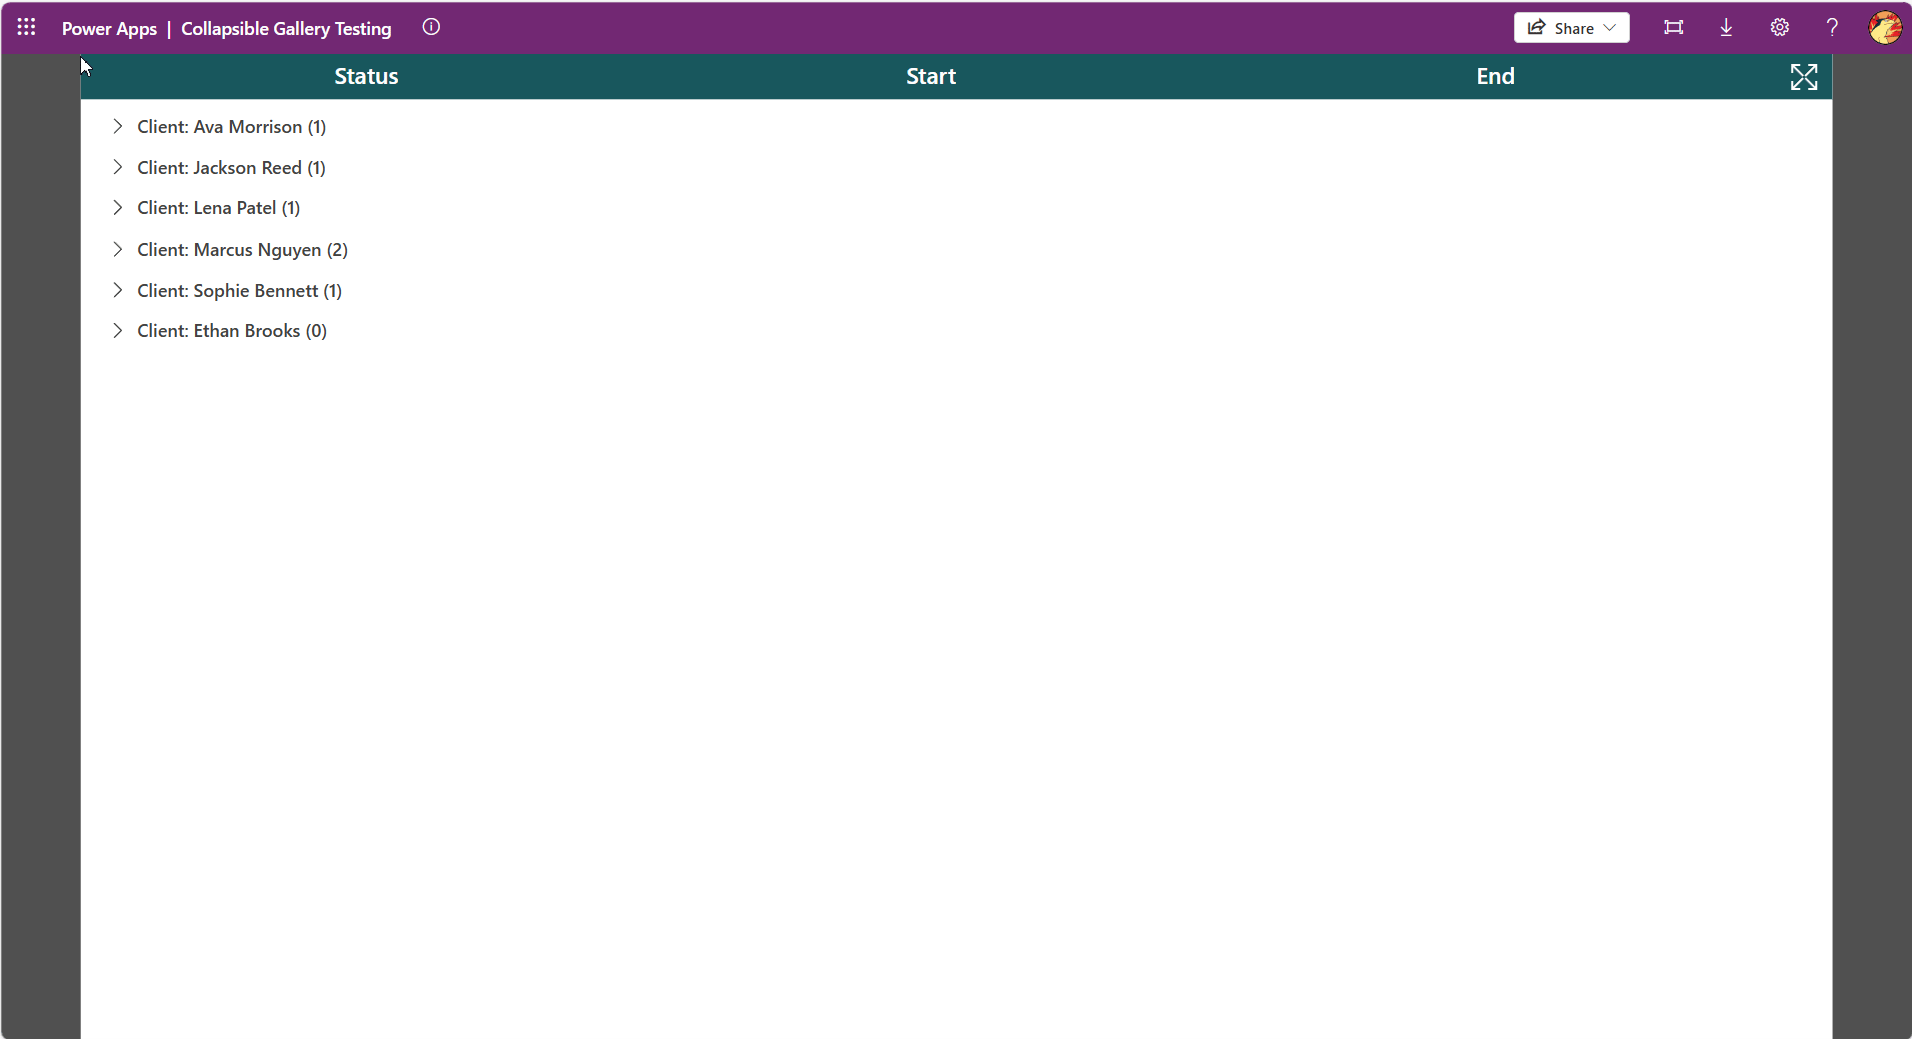 Power Apps | Collapsible Gallery Testing
Share
Status Start End
Client: Ava Morrison (1)
Client: Jackson Reed (1)
Client: Lena Patel (1)
Client: Marcus Nguyen (2)
Client: Sophie Bennett (1)
Client: Ethan Brooks (0)